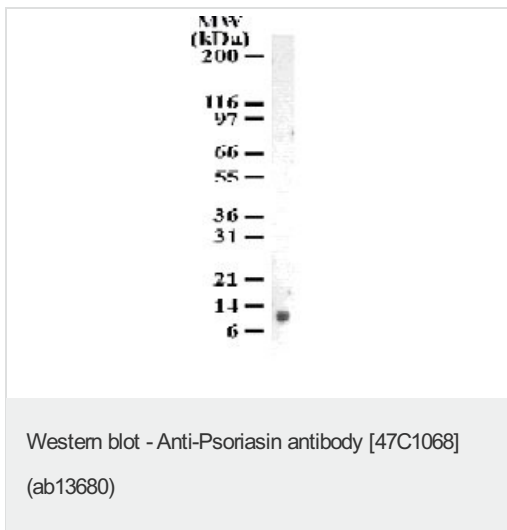 MW
(kDa)
200
116
97
66
55
36
31
21
14
6
Western blot - Anti-Psoriasin antibody [47C1068]
(ab13680)